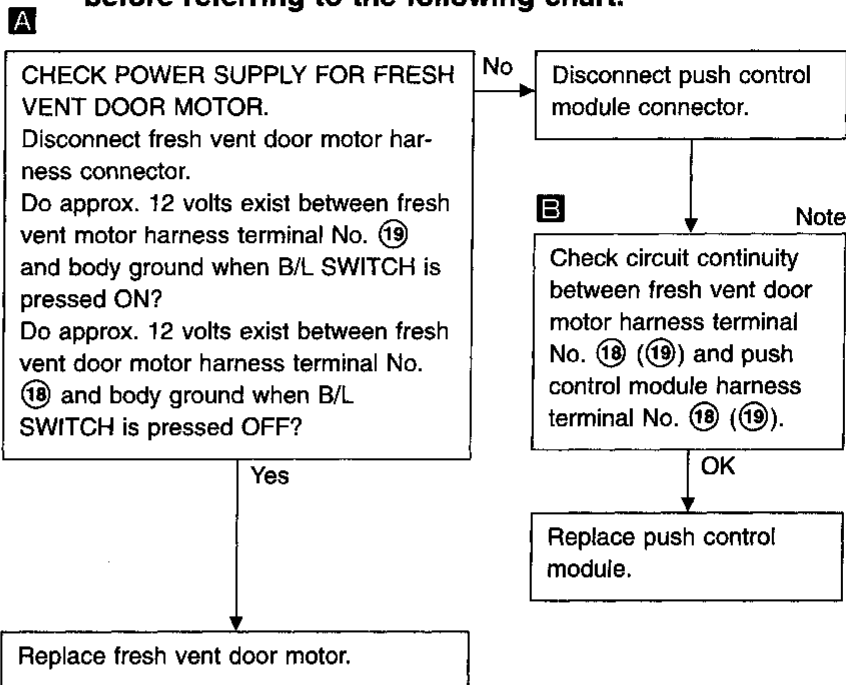 before referring to the following chart.
A
CHECK POWER SUPPLY FOR FRESH
VENT DOOR MOTOR.
Disconnect fresh vent door motor har-
ness connector.
Do approx. 12 volts exist between fresh
vent motor harness terminal No. ⑲
and body ground when B/L SWITCH is
pressed ON?
Do approx. 12 volts exist between fresh
vent door motor harness terminal No.
⑱ and body ground when B/L
SWITCH is pressed OFF?
No
Disconnect push control
module connector.
B
Note
Check circuit continuity
between fresh vent door
motor harness terminal
No. ⑱ (⑲) and push
control module harness
terminal No. ⑱ (⑲).
OK
Replace push control
module.
Yes
Replace fresh vent door motor.